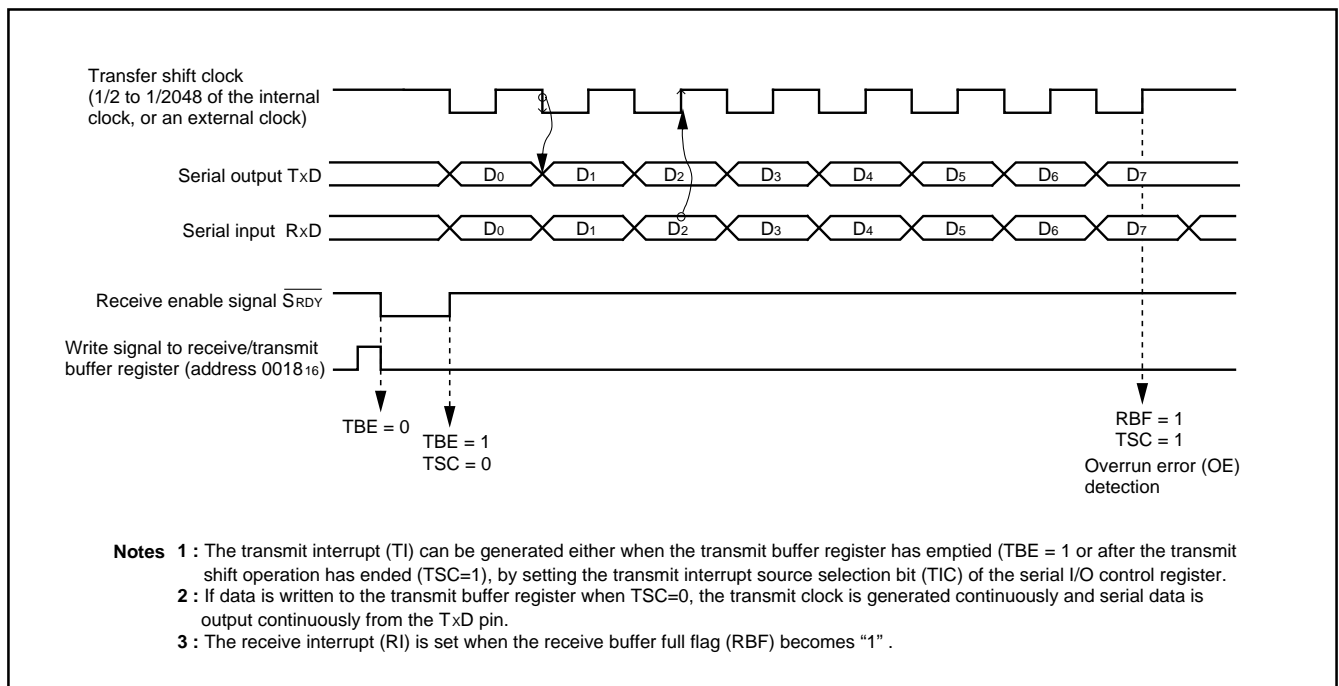 Transfer shift clock
(1/2 to 1/2048 of the internal
clock, or an external clock)
Serial output TxD
D0 D1 D2 D3 D4 D5 D6 D7
Serial input RxD
D0 D1 D2 D3 D4 D5 D6 D7
Receive enable signal SRDY
Write signal to receive/transmit
buffer register (address 001816)
TBE = 0
TBE = 1
TSC = 0
RBF = 1
TSC = 1
Overrun error (OE)
detection
Notes 1 : The transmit interrupt (TI) can be generated either when the transmit buffer register has emptied (TBE = 1 or after the transmit
shift operation has ended (TSC=1), by setting the transmit interrupt source selection bit (TIC) of the serial I/O control register.
2 : If data is written to the transmit buffer register when TSC=0, the transmit clock is generated continuously and serial data is
output continuously from the TxD pin.
3 : The receive interrupt (RI) is set when the receive buffer full flag (RBF) becomes “1” .